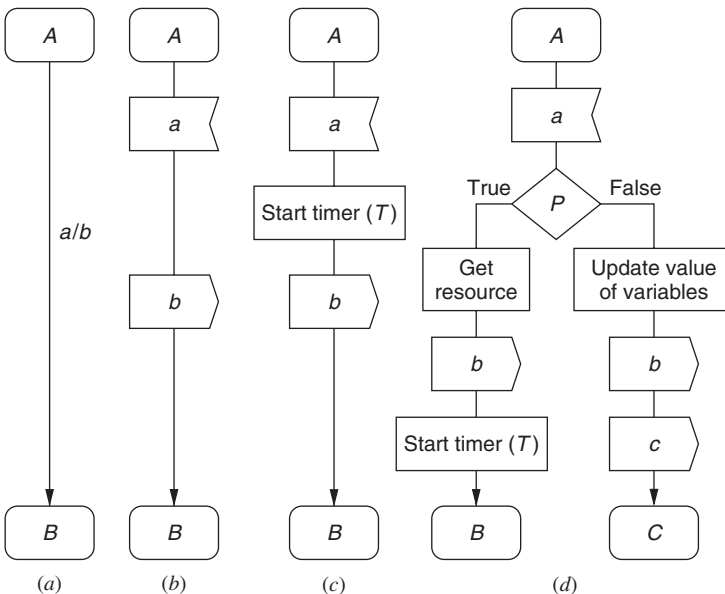 A
a/b
B
(a)
A
a
b
B
(b)
A
a
Start timer (T)
b
B
(c)
A
a
True
P
False
Get
resource
b
Start timer (T)
B
Update value
of variables
b
c
C
(d)